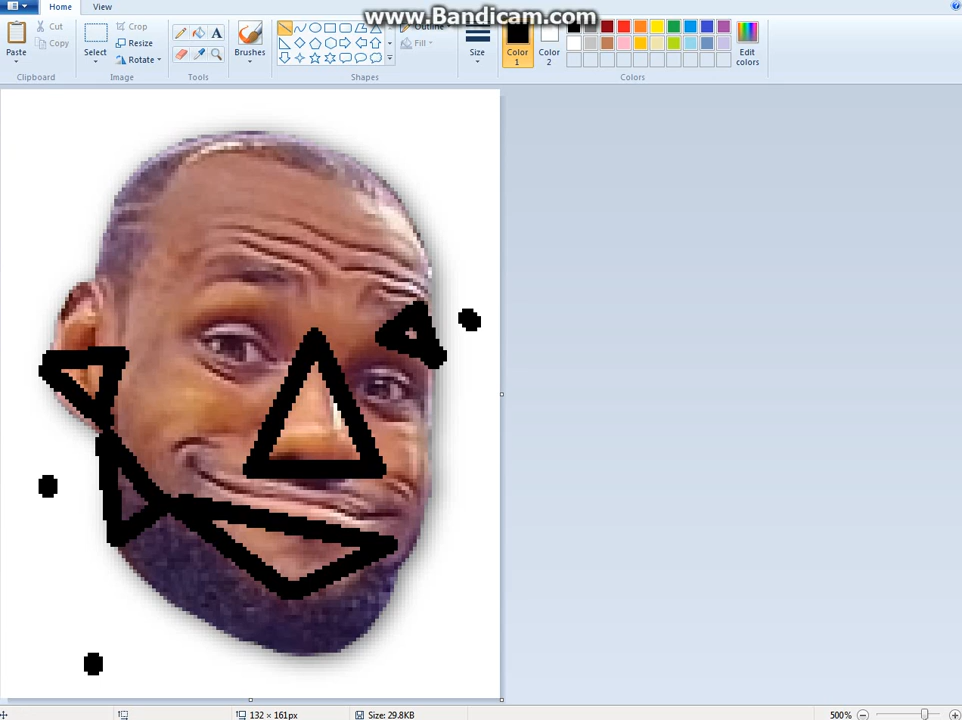 www.Bandicam.com
Home View
Paste
Cut
Copy
Clipboard
Select
Crop
Resize
Rotate
Image
Tools
Brushes
Outline
Fill
Shapes
Size
Color 1
Color 2
Edit colors
Colors
132 × 161px
Size: 29.8KB
500%